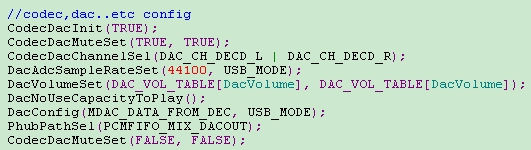 //codec,dac..etc config
CodecDacInit(TRUE);
CodecDacMuteSet(TRUE, TRUE);
CodecDacChannelSel(DAC_CH_DECD_L | DAC_CH_DECD_R);
DacAdcSampleRateSet(44100, USB_MODE);
DacVolumeSet(DAC_VOL_TABLE[DacVolume], DAC_VOL_TABLE[DacVolume]);
DacNoUseCapacityToPlay();
DacConfig(MDAC_DATA_FROM_DEC, USB_MODE);
PhubPathSel(PCMFIFO_MIX_DACOUT);
CodecDacMuteSet(FALSE, FALSE);